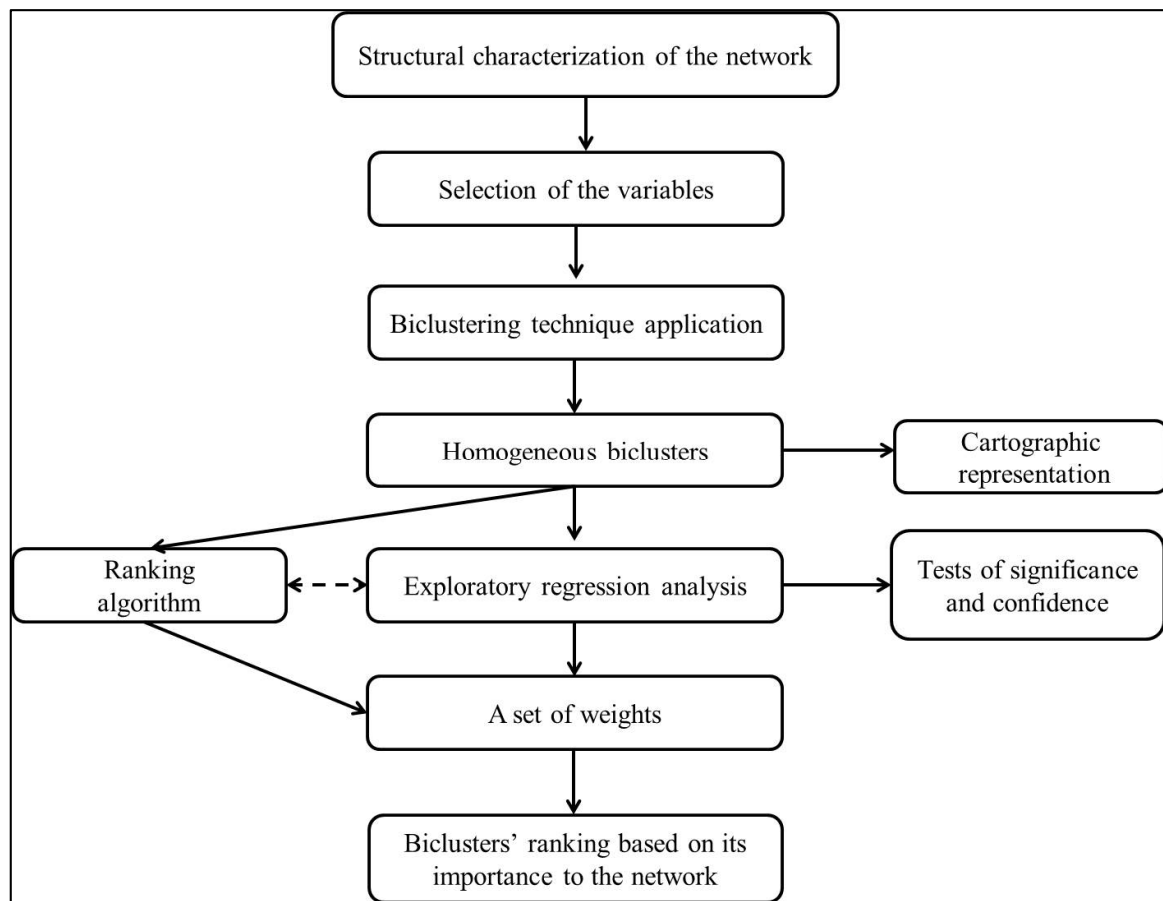 Structural characterization of the network
Selection of the variables
Biclustering technique application
Homogeneous biclusters
Cartographic
representation
Ranking
algorithm
Exploratory regression analysis
Tests of significance
and confidence
A set of weights
Biclusters’ ranking based on its
importance to the network